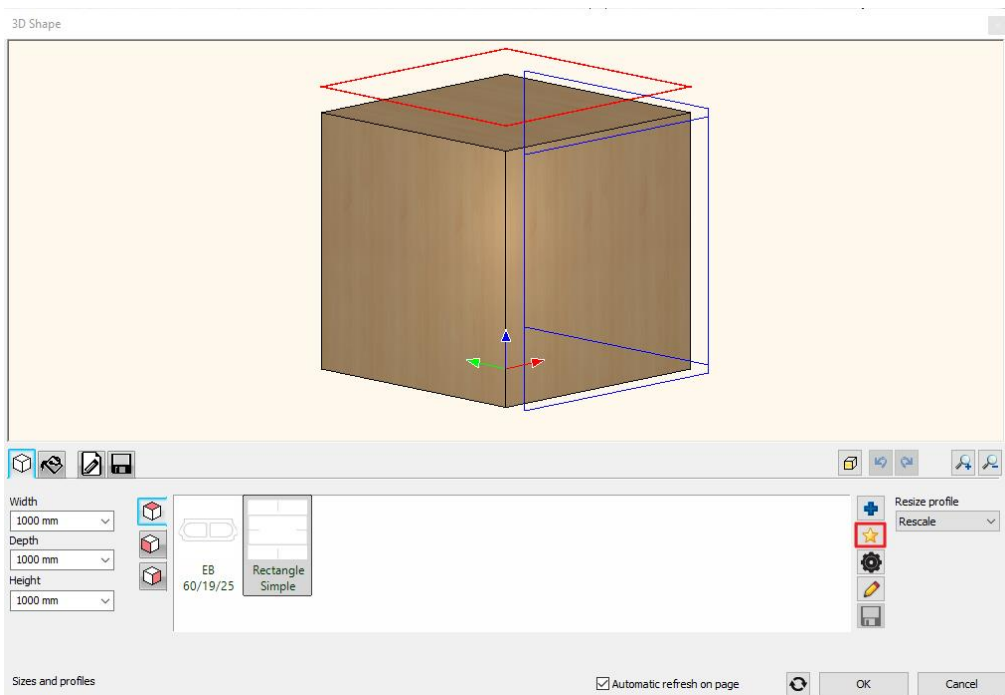 3D Shape
Width
1000 mm
Depth
1000 mm
Height
1000 mm
EB
60/19/25
Rectangle
Simple
Resize profile
Rescale
Sizes and profiles
Automatic refresh on page
OK
Cancel